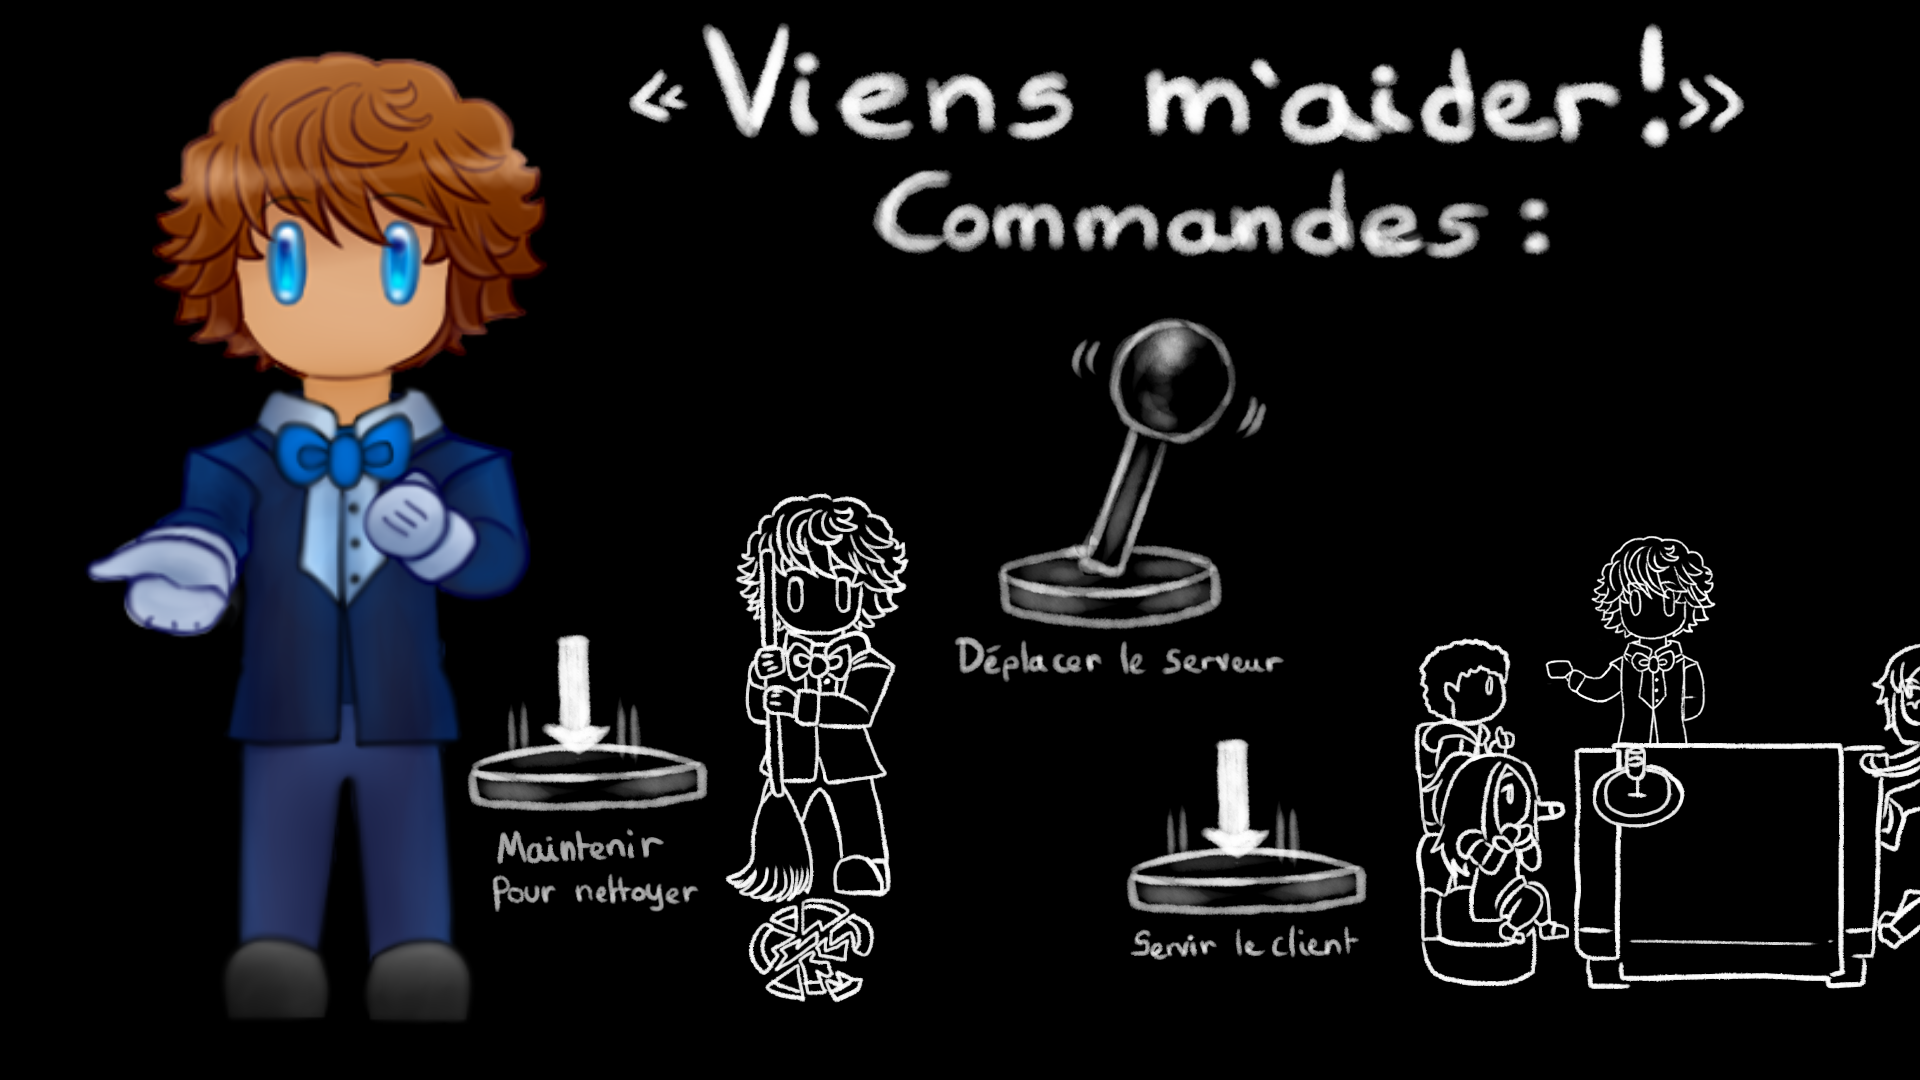 « Viens m'aider! »
Commandes :
Déplacer le serveur
Maintenir
Pour nettoyer
Servir le client